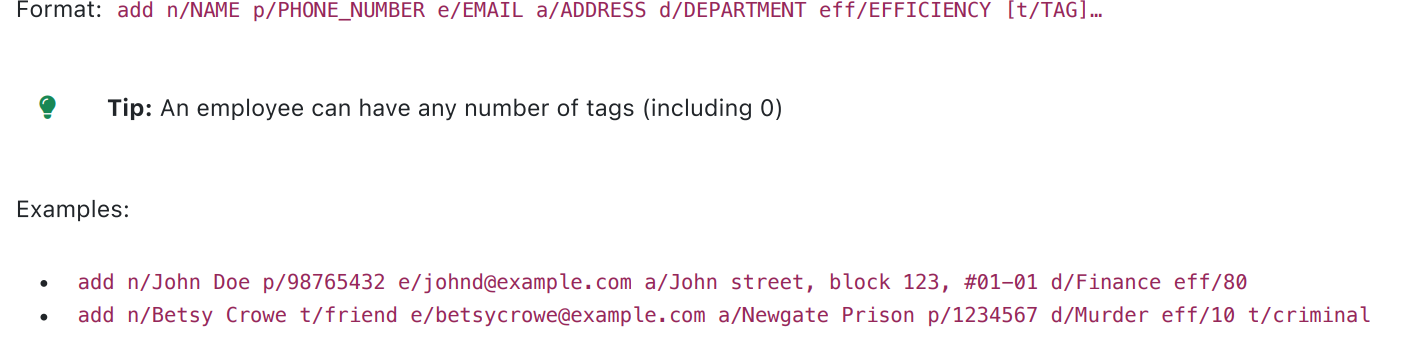 Format: add n/NAME p/PHONE_NUMBER e/EMAIL a/ADDRESS d/DEPARTMENT eff/EFFICIENCY [t/TAG]…
Tip: An employee can have any number of tags (including 0)
Examples:
• add n/John Doe p/98765432 e/johnd@example.com a/John street, block 123, #01-01 d/Finance eff/80
• add n/Betsy Crowe t/friend e/betsycrowe@example.com a/Newgate Prison p/1234567 d/Murder eff/10 t/criminal